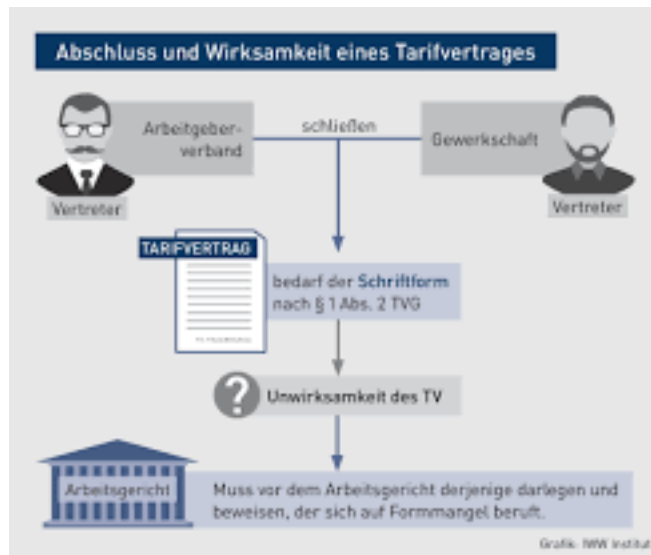 Abschluss und Wirksamkeit eines Tarifvertrages
Arbeitgeber-
verband
schließen
Gewerkschaft
Vertreter
Vertreter
TARIFVERTRAG
bedarf der Schriftform
nach § 1 Abs. 2 TVG
?
Unwirksamkeit des TV
Arbeitsgericht
Muss vor dem Arbeitsgericht derjenige darlegen und
beweisen, der sich auf Formmangel beruft.
Grafik: IWW Institut